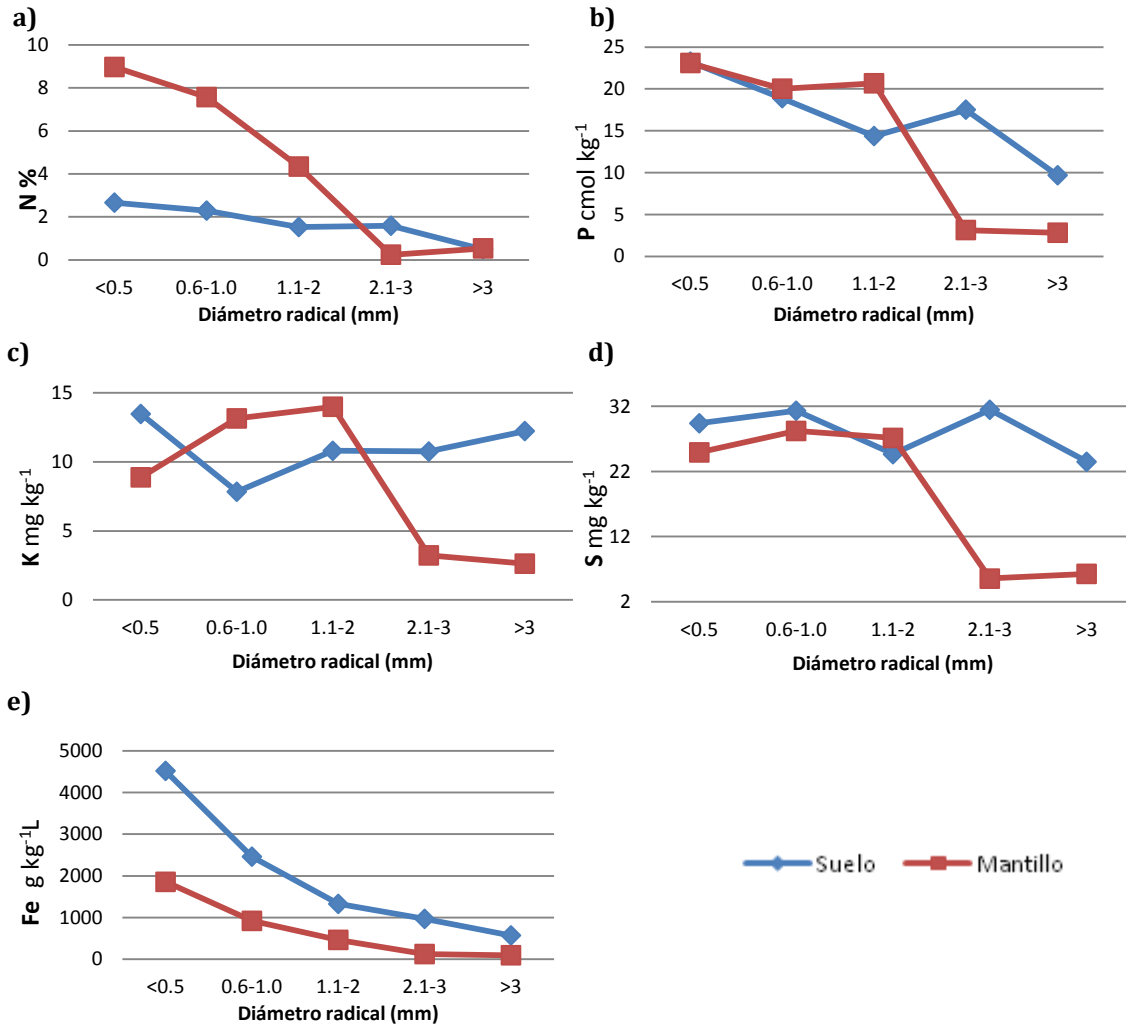 a)
10
8
6
4
2
0
N %
<0.5 0.6-1.0 1.1-2 2.1-3 >3
Diámetro radical (mm)
b)
25
20
15
10
5
0
P cmol kg⁻¹
<0.5 0.6-1.0 1.1-2 2.1-3 >3
Diámetro radical (mm)
c)
15
10
5
0
K mg kg⁻¹
<0.5 0.6-1.0 1.1-2 2.1-3 >3
Diámetro radical (mm)
d)
32
22
12
2
S mg kg⁻¹
<0.5 0.6-1.0 1.1-2 2.1-3 >3
Diámetro radical (mm)
e)
5000
4000
3000
2000
1000
0
Fe g kg⁻¹L
<0.5 0.6-1.0 1.1-2 2.1-3 >3
Diámetro radical (mm)
Suelo Mantillo